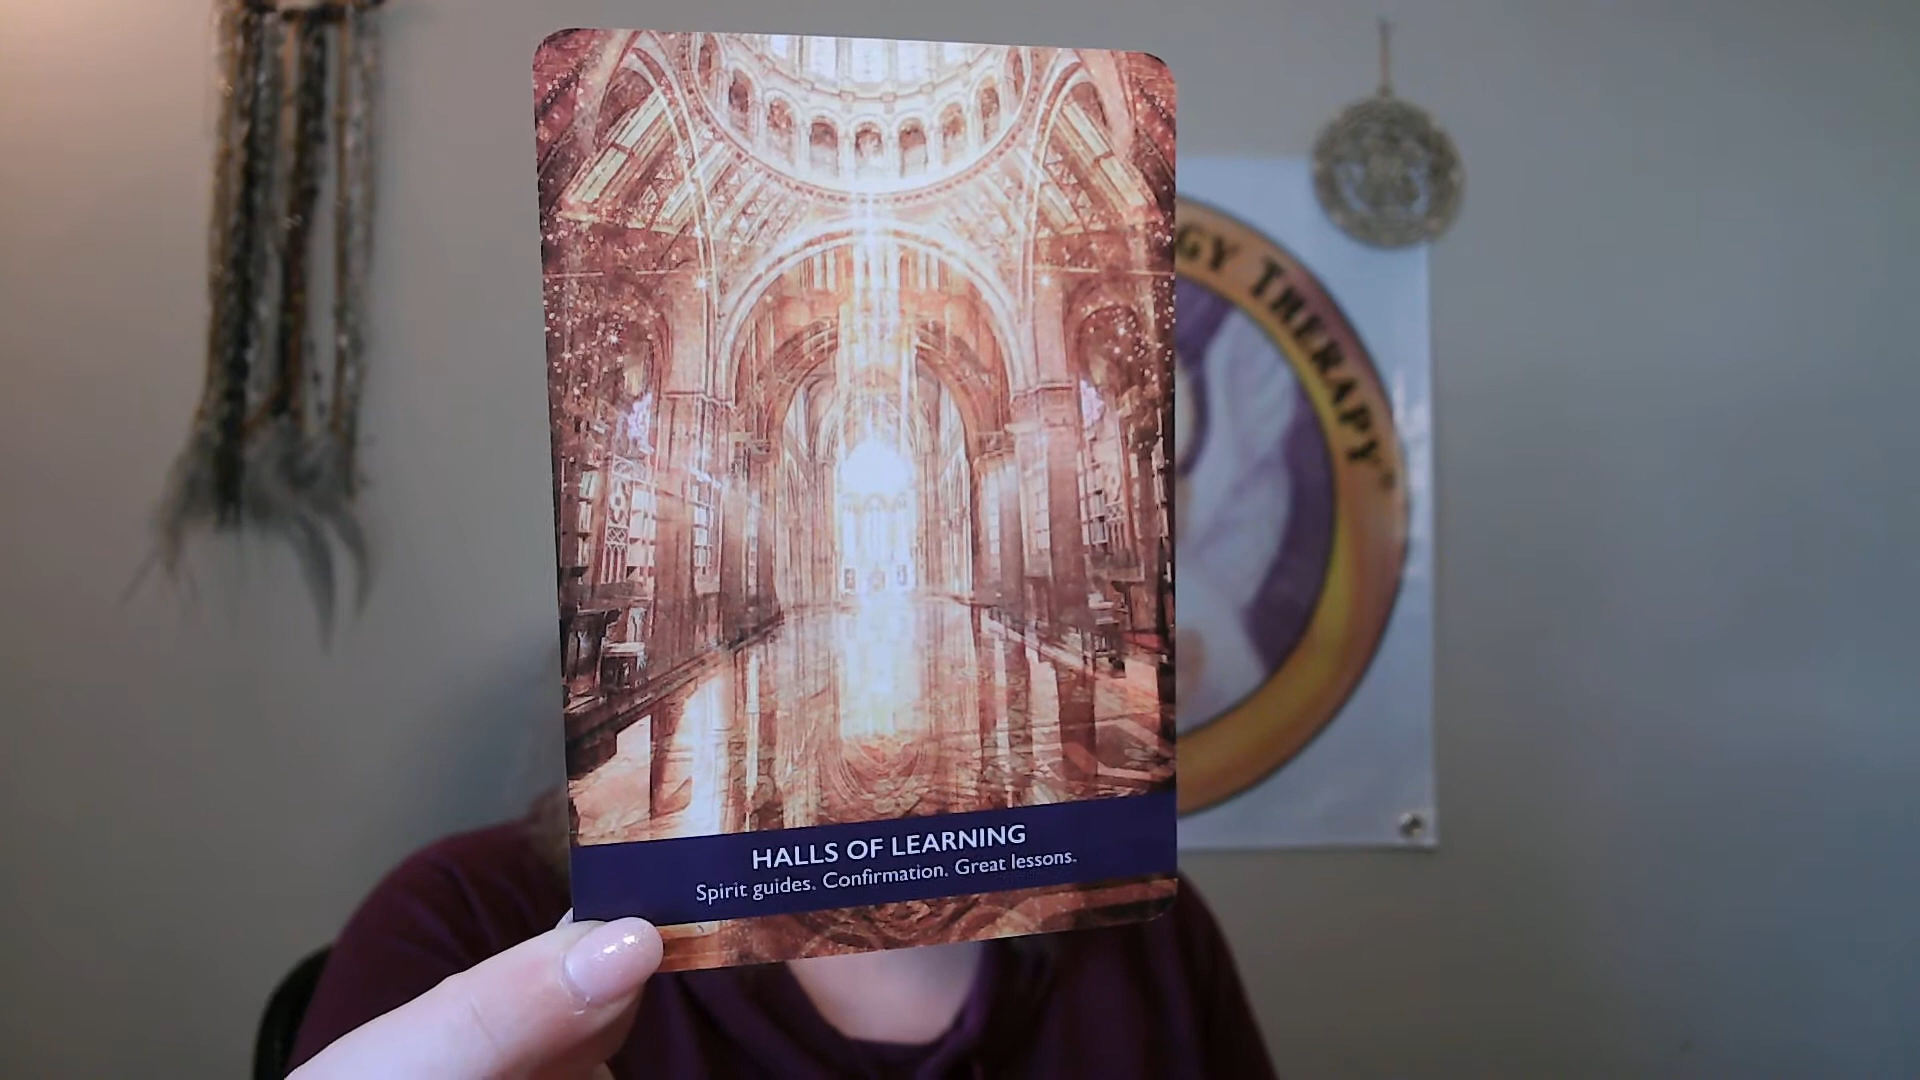 GY THERAPY
HALLS OF LEARNING
Spirit guides. Confirmation. Great lessons.